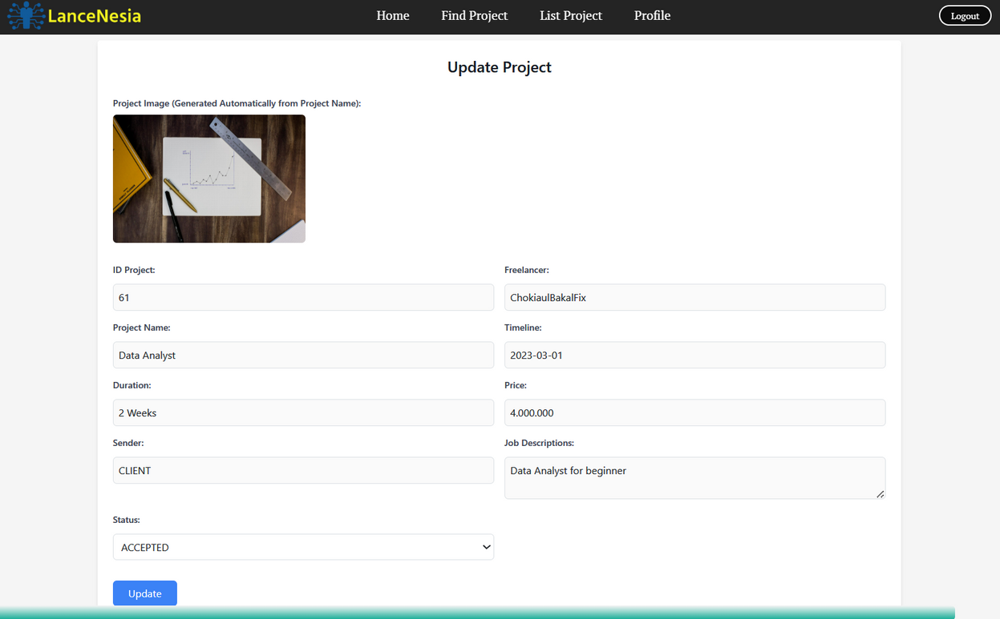 LanceNesia Home Find Project List Project Profile Logout
Update Project
Project Image (Generated Automatically from Project Name):
ID Project: Freelancer:
61 ChokiaulBakalFix
Project Name: Timeline:
Data Analyst 2023-03-01
Duration: Price:
2 Weeks 4.000.000
Sender: Job Descriptions:
CLIENT Data Analyst for beginner
Status:
ACCEPTED
Update